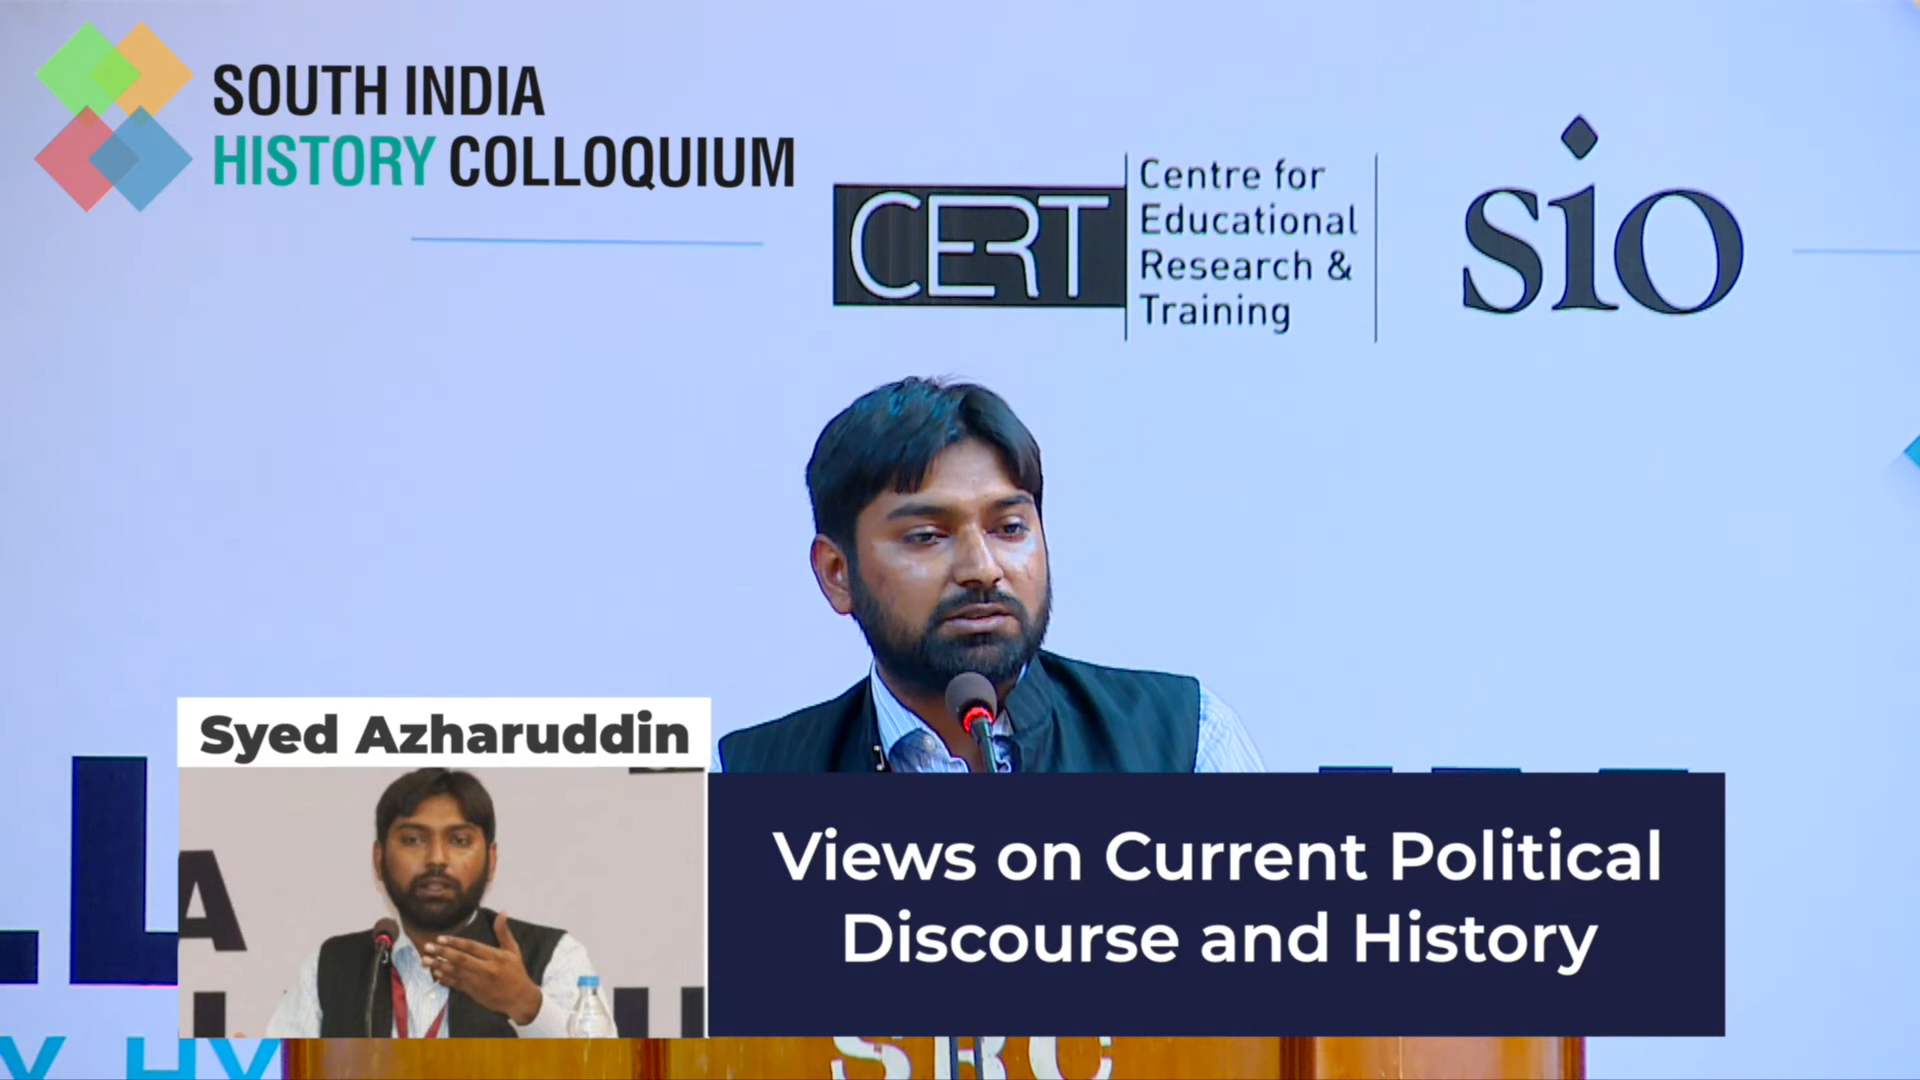 SOUTH INDIA
HISTORY COLLOQUIUM
CERT
Centre for
Educational
Research &
Training
sio
Syed Azharuddin
Views on Current Political
Discourse and History